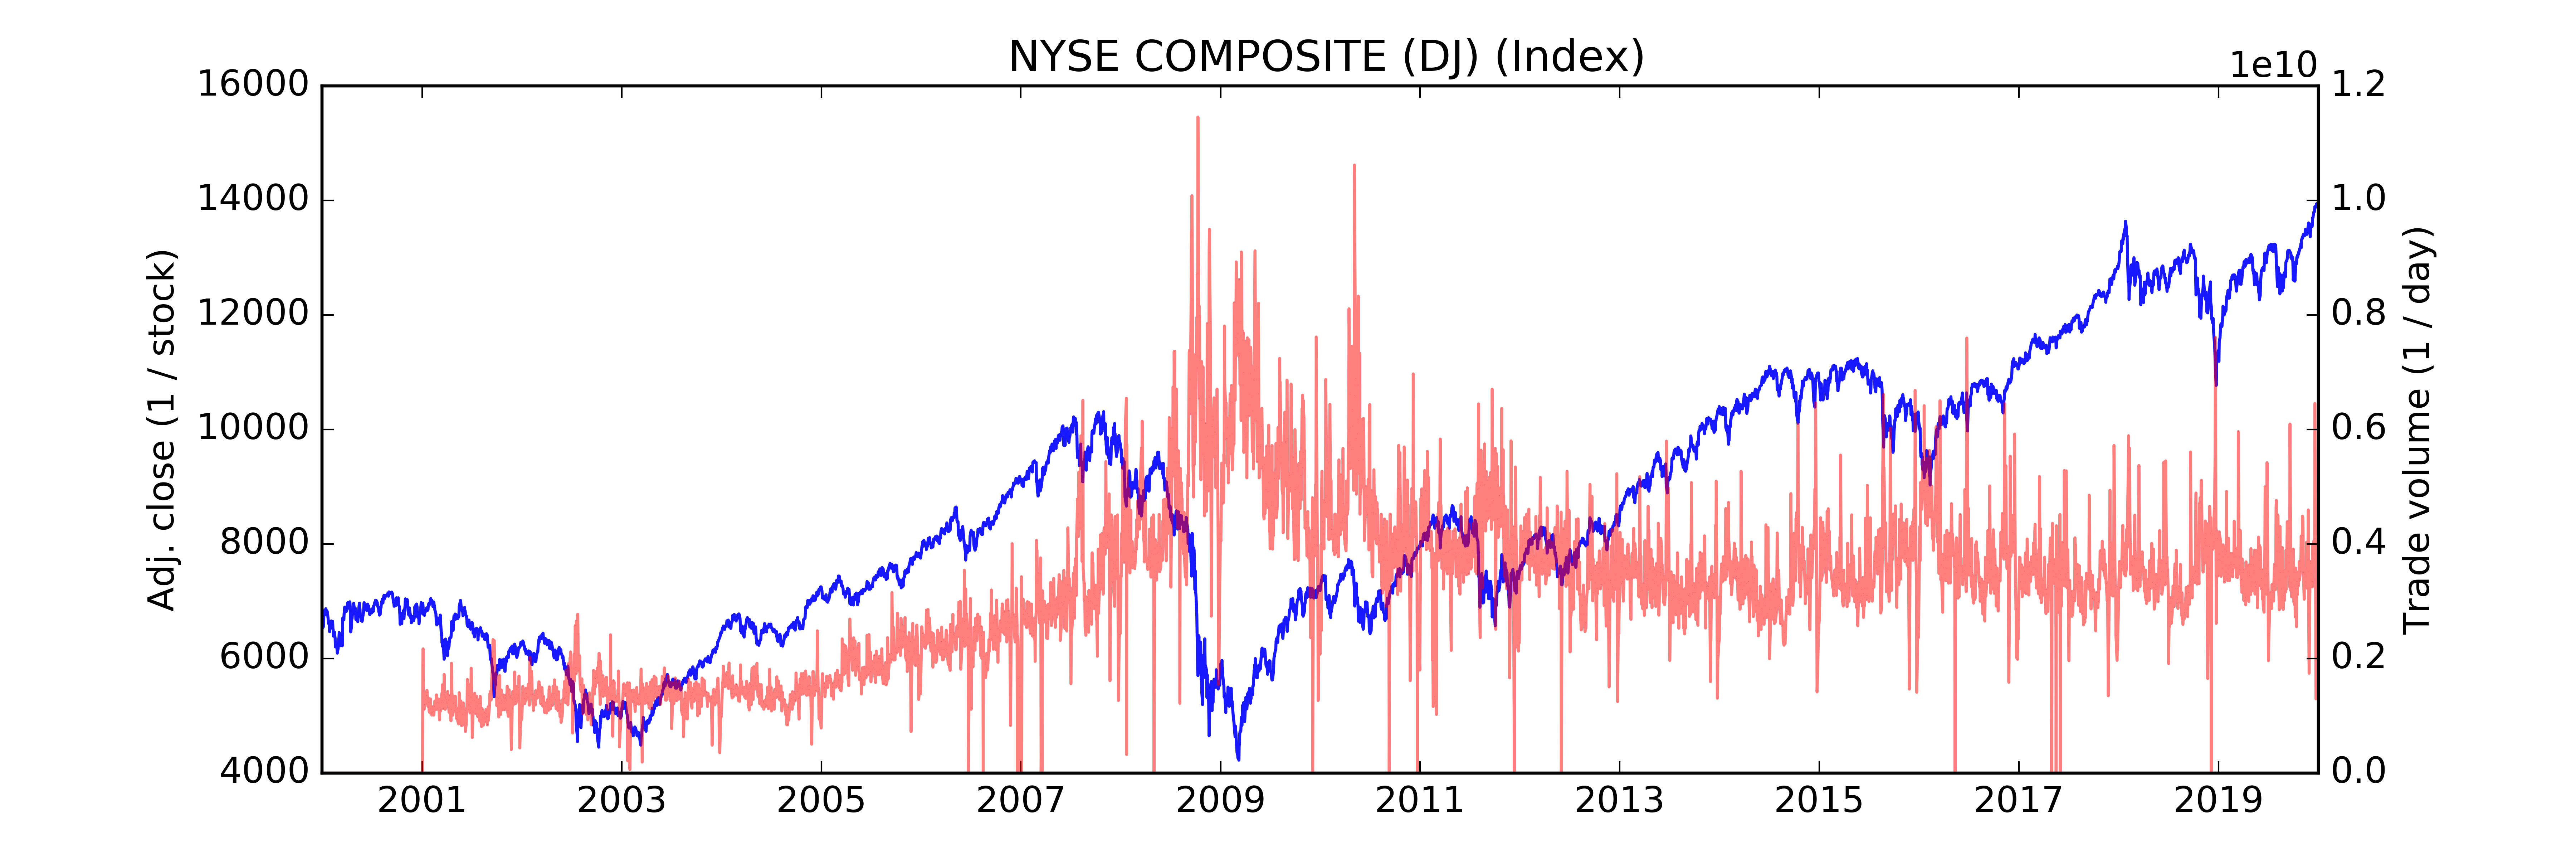 NYSE COMPOSITE (DJ) (Index)
1e10
16000
14000
12000
10000
8000
6000
4000
Adj. close (1 / stock)
1.2
1.0
0.8
0.6
0.4
0.2
0.0
Trade volume (1 / day)
2001 2003 2005 2007 2009 2011 2013 2015 2017 2019